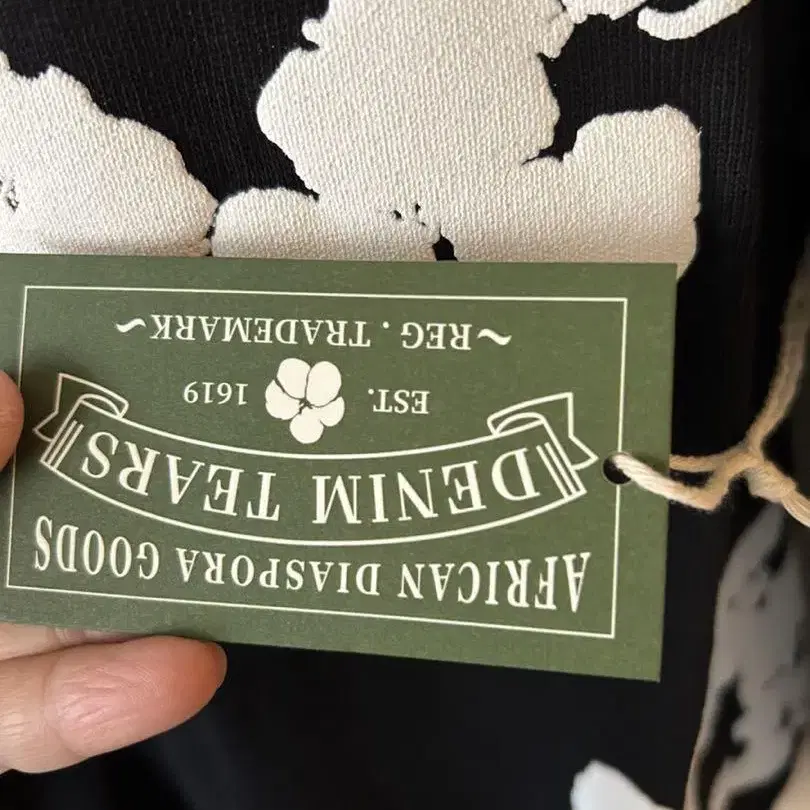 AFRICAN DIASPORA GOODS
DENIM TEARS
EST. 1619
~REG. TRADEMARK~